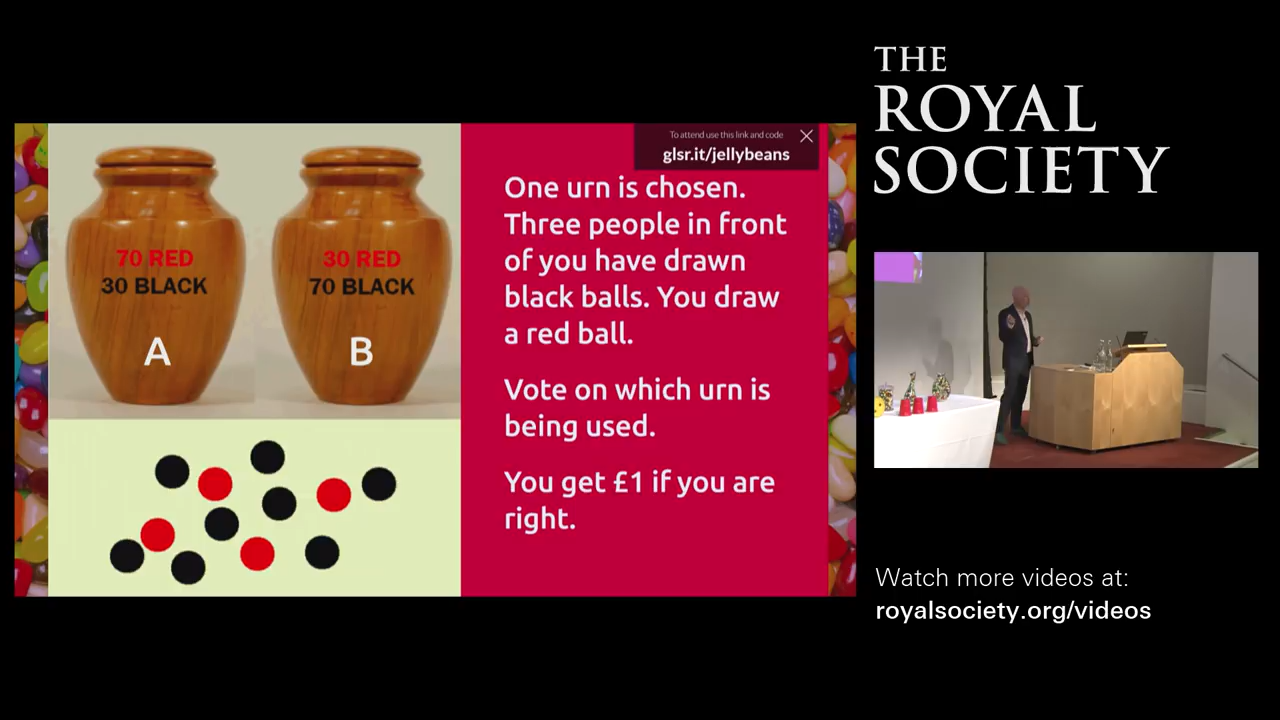 70 RED
30 BLACK
A
30 RED
70 BLACK
B
To attend use this link and code
glsr.it/jellybeans
One urn is chosen.
Three people in front
of you have drawn
black balls. You draw
a red ball.
Vote on which urn is
being used.
You get £1 if you are
right.
THE
ROYAL
SOCIETY
Watch more videos at:
royalsociety.org/videos